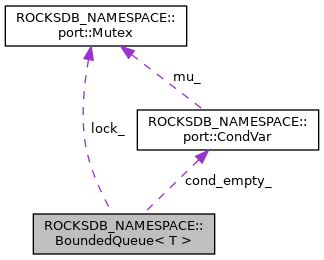 ROCKSDB_NAMESPACE::
port::Mutex
mu_
ROCKSDB_NAMESPACE::
port::CondVar
lock_
cond_empty_
ROCKSDB_NAMESPACE::
BoundedQueue< T >